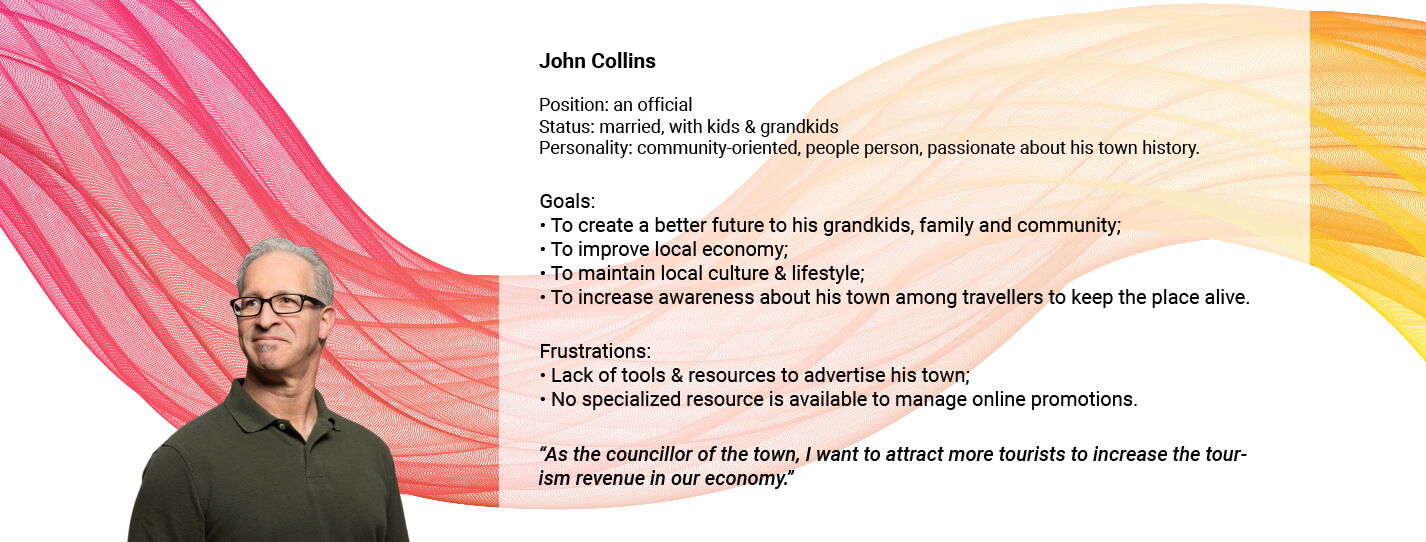 John Collins
Position: an official
Status: married, with kids & grandkids
Personality: community-oriented, people person, passionate about his town history.
Goals:
• To create a better future to his grandkids, family and community;
• To improve local economy;
• To maintain local culture & lifestyle;
• To increase awareness about his town among travellers to keep the place alive.
Frustrations:
• Lack of tools & resources to advertise his town;
• No specialized resource is available to manage online promotions.
“As the councillor of the town, I want to attract more tourists to increase the tour-
ism revenue in our economy.”